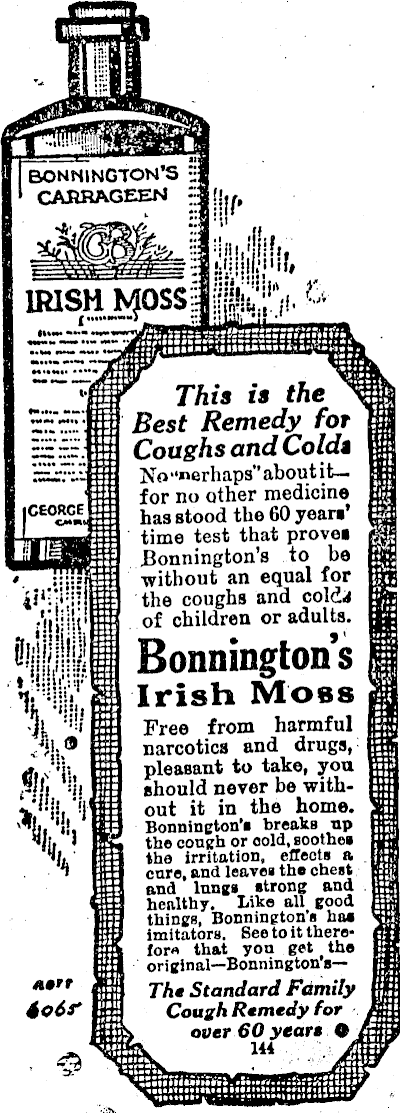 BONNINGTON'S
CARRAGEEN
CB
IRISH MOSS
GEORGE
This is the
Best Remedy for
Coughs and Colds
No "perhaps" about it—
for no other medicine
has stood the 60 years'
time test that proves
Bonnington's to be
without an equal for
the coughs and colds
of children or adults.
Bonnington's
Irish Moss
Free from harmful
narcotics and drugs,
pleasant to take, you
should never be with-
out it in the home.
Bonnington's breaks up
the cough or cold, soothes
the irritation, effects a
cure, and leaves the chest
and lungs strong and
healthy. Like all good
things, Bonnington's has
imitators. See to it there-
fore that you get the
original—Bonnington's—
The Standard Family
Cough Remedy for
over 60 years
144
6065